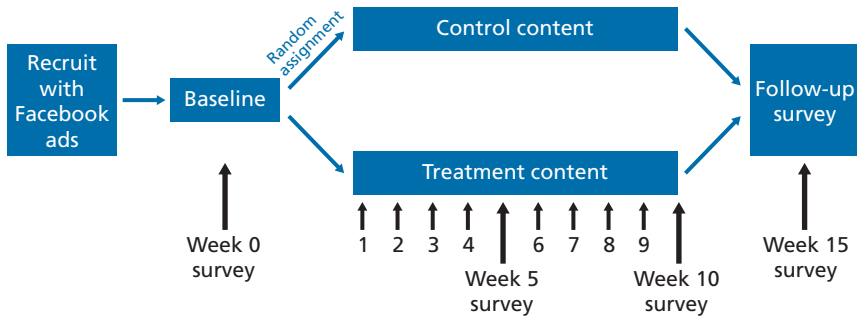 Recruit
with
Facebook
ads
Baseline
Random
assignment
Control content
Treatment content
Follow-up
survey
1
2
3
4
6
7
8
9
Week 0
survey
Week 5
survey
Week 10
survey
Week 15
survey